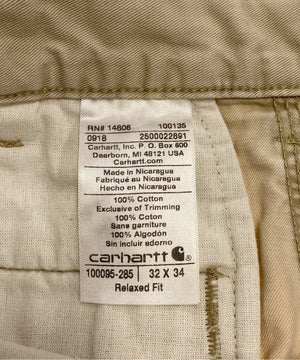 RN# 14806 100135
0918 2500022891
Carhartt, Inc. P. O. BOX 600
Dearborn, MI 48121 USA
Carhartt.com
Made in Nicaragua
Fabriqué au Nicaragua
Hecho en Nicaragua
100% Cotton
Exclusive of Trimming
100% Coton
Sans garniture
100% Algodón
Sin incluir adorno
carhartt
100095-285 32 X 34
Relaxed Fit